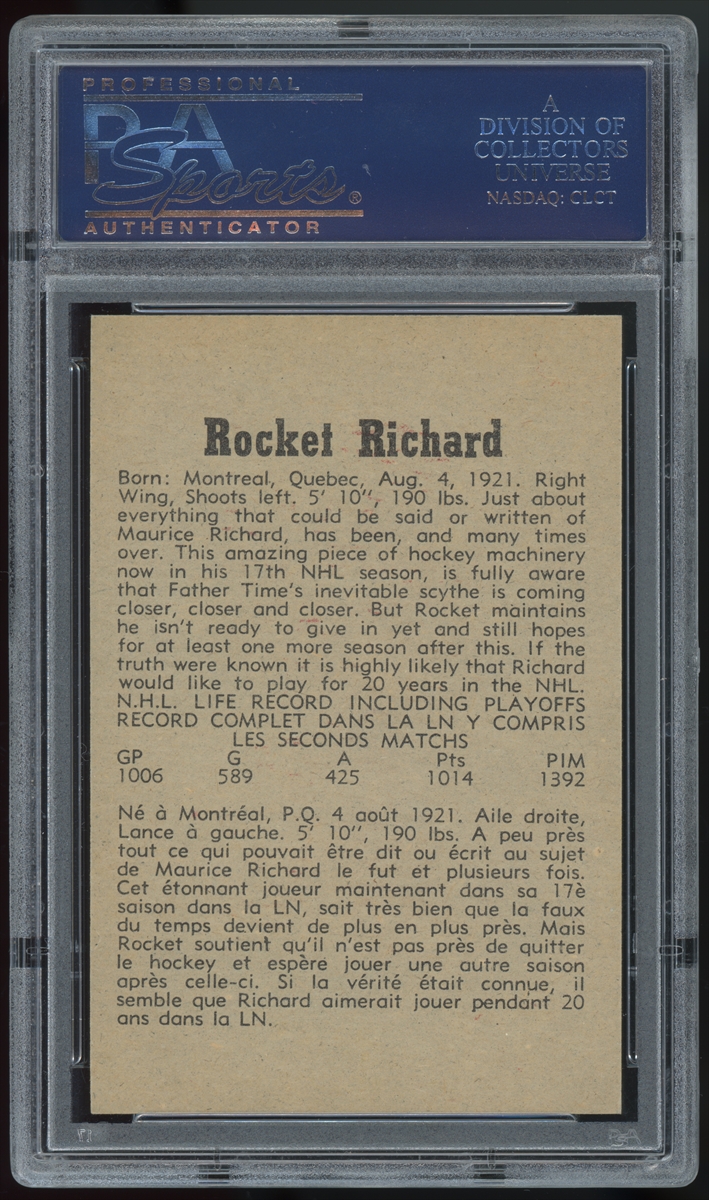 PROFESSIONAL
PSA
Sports®
AUTHENTICATOR
A
DIVISION OF
COLLECTORS
UNIVERSE
NASDAQ: CLCT
Rocket Richard
Born: Montreal, Quebec, Aug. 4, 1921. Right
Wing, Shoots left. 5' 10", 190 lbs. Just about
everything that could be said or written of
Maurice Richard, has been, and many times
over. This amazing piece of hockey machinery
now in his 17th NHL season, is fully aware
that Father Time's inevitable scythe is coming
closer, closer and closer. But Rocket maintains
he isn't ready to give in yet and still hopes
for at least one more season after this. If the
truth were known it is highly likely that Richard
would like to play for 20 years in the NHL.
N.H.L. LIFE RECORD INCLUDING PLAYOFFS
RECORD COMPLET DANS LA LN Y COMPRIS
LES SECONDS MATCHS
GP G A Pts PIM
1006 589 425 1014 1392
Né à Montréal, P.Q. 4 août 1921. Aile droite,
Lance à gauche. 5' 10", 190 lbs. A peu près
tout ce qui pouvait être dit ou écrit au sujet
de Maurice Richard le fut et plusieurs fois.
Cet étonnant joueur maintenant dans sa 17è
saison dans la LN, sait très bien que la faux
du temps devient de plus en plus près. Mais
Rocket soutient qu'il n'est pas près de quitter
le hockey et espère jouer une autre saison
après celle-ci. Si la vérité était connue, il
semble que Richard aimerait jouer pendant 20
ans dans la LN.
PSA